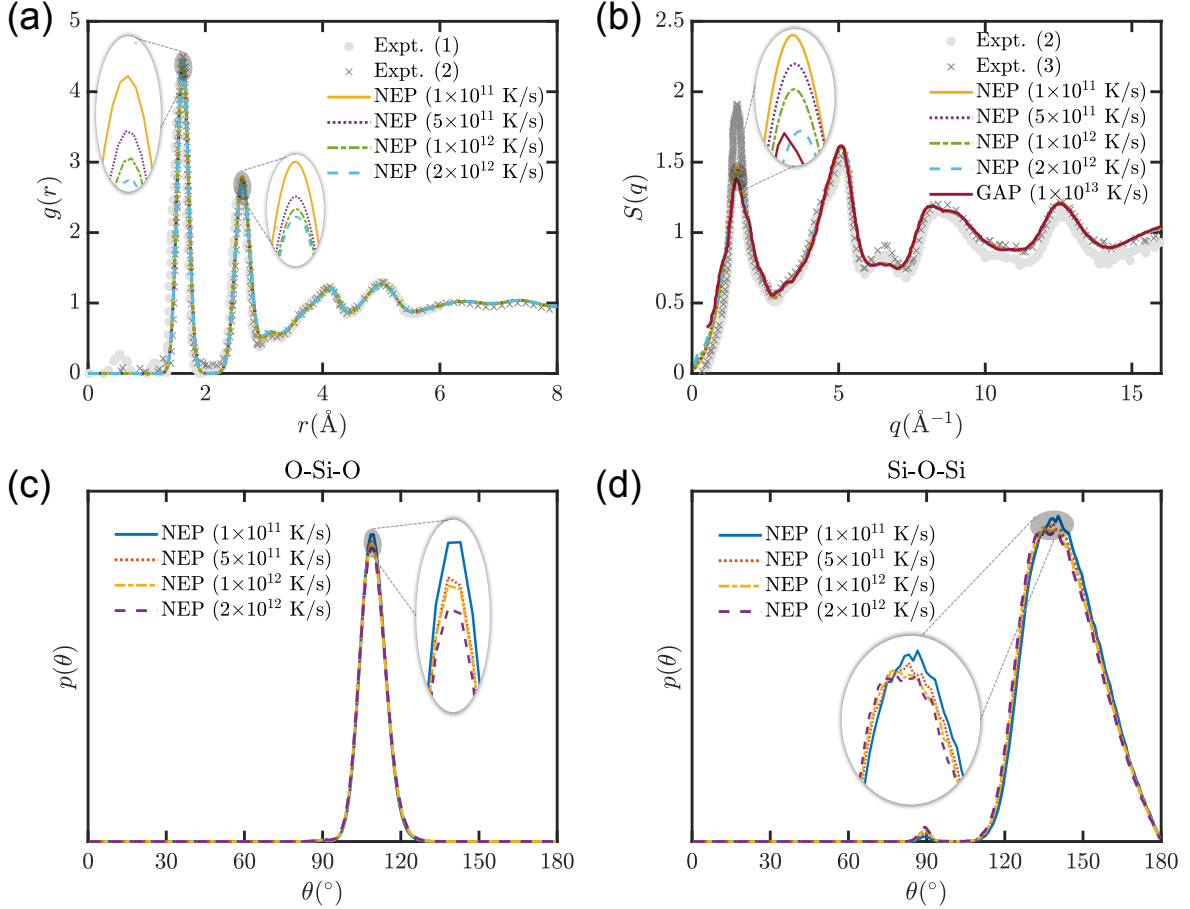 (a)
5
4
3
2
1
0
g(r)
0 2 4 6 8
r(Å)
Expt. (1)
Expt. (2)
NEP (1×10¹¹ K/s)
NEP (5×10¹¹ K/s)
NEP (1×10¹² K/s)
NEP (2×10¹² K/s)
(b)
2.5
2
1.5
1
0.5
0
S(q)
0 5 10 15
q(Å⁻¹)
Expt. (2)
Expt. (3)
NEP (1×10¹¹ K/s)
NEP (5×10¹¹ K/s)
NEP (1×10¹² K/s)
NEP (2×10¹² K/s)
GAP (1×10¹³ K/s)
(c)
O-Si-O
NEP (1×10¹¹ K/s)
NEP (5×10¹¹ K/s)
NEP (1×10¹² K/s)
NEP (2×10¹² K/s)
p(θ)
0 30 60 90 120 150 180
θ(°)
(d)
Si-O-Si
NEP (1×10¹¹ K/s)
NEP (5×10¹¹ K/s)
NEP (1×10¹² K/s)
NEP (2×10¹² K/s)
p(θ)
0 30 60 90 120 150 180
θ(°)